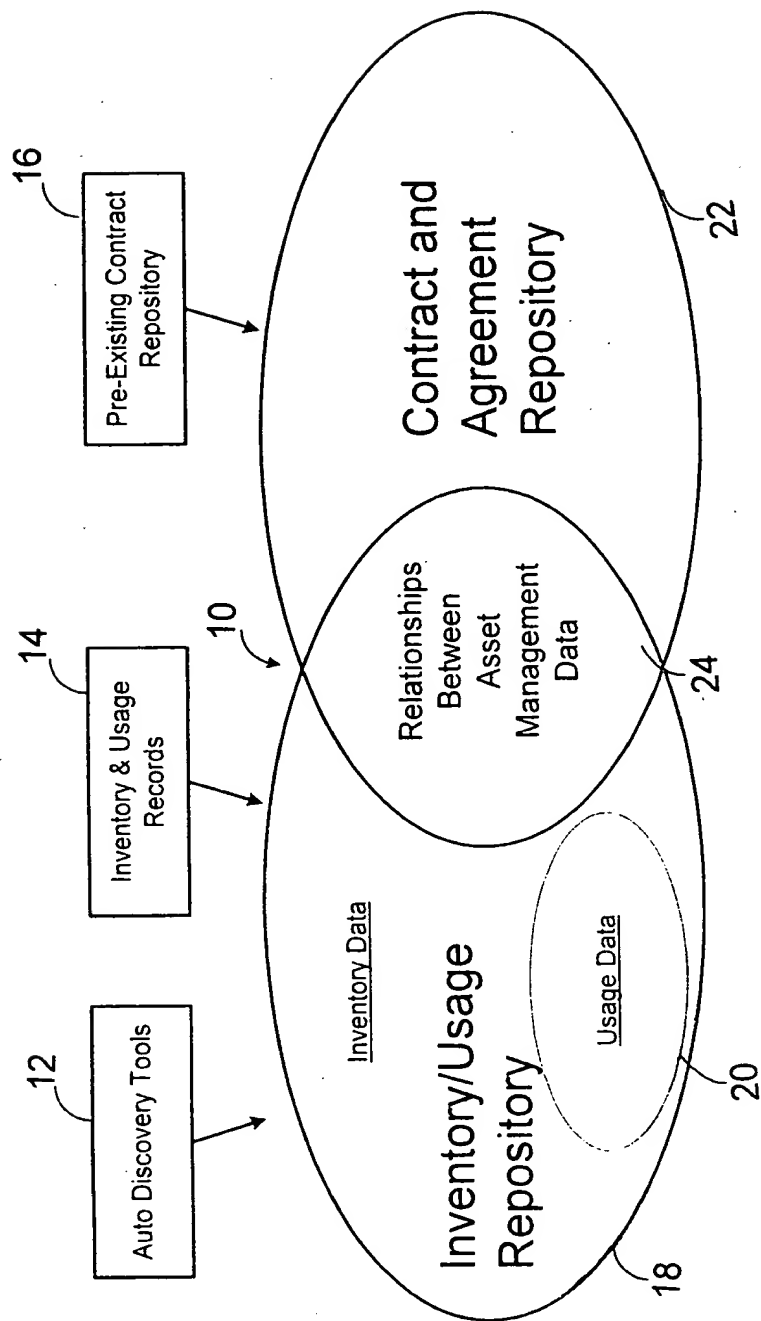 12
Auto Discovery Tools
14
Inventory & Usage
Records
16
Pre-Existing Contract
Repository
10
Inventory Data
Inventory/Usage
Repository
Usage Data
20
18
Relationships
Between
Asset
Management
Data
24
Contract and
Agreement
Repository
22